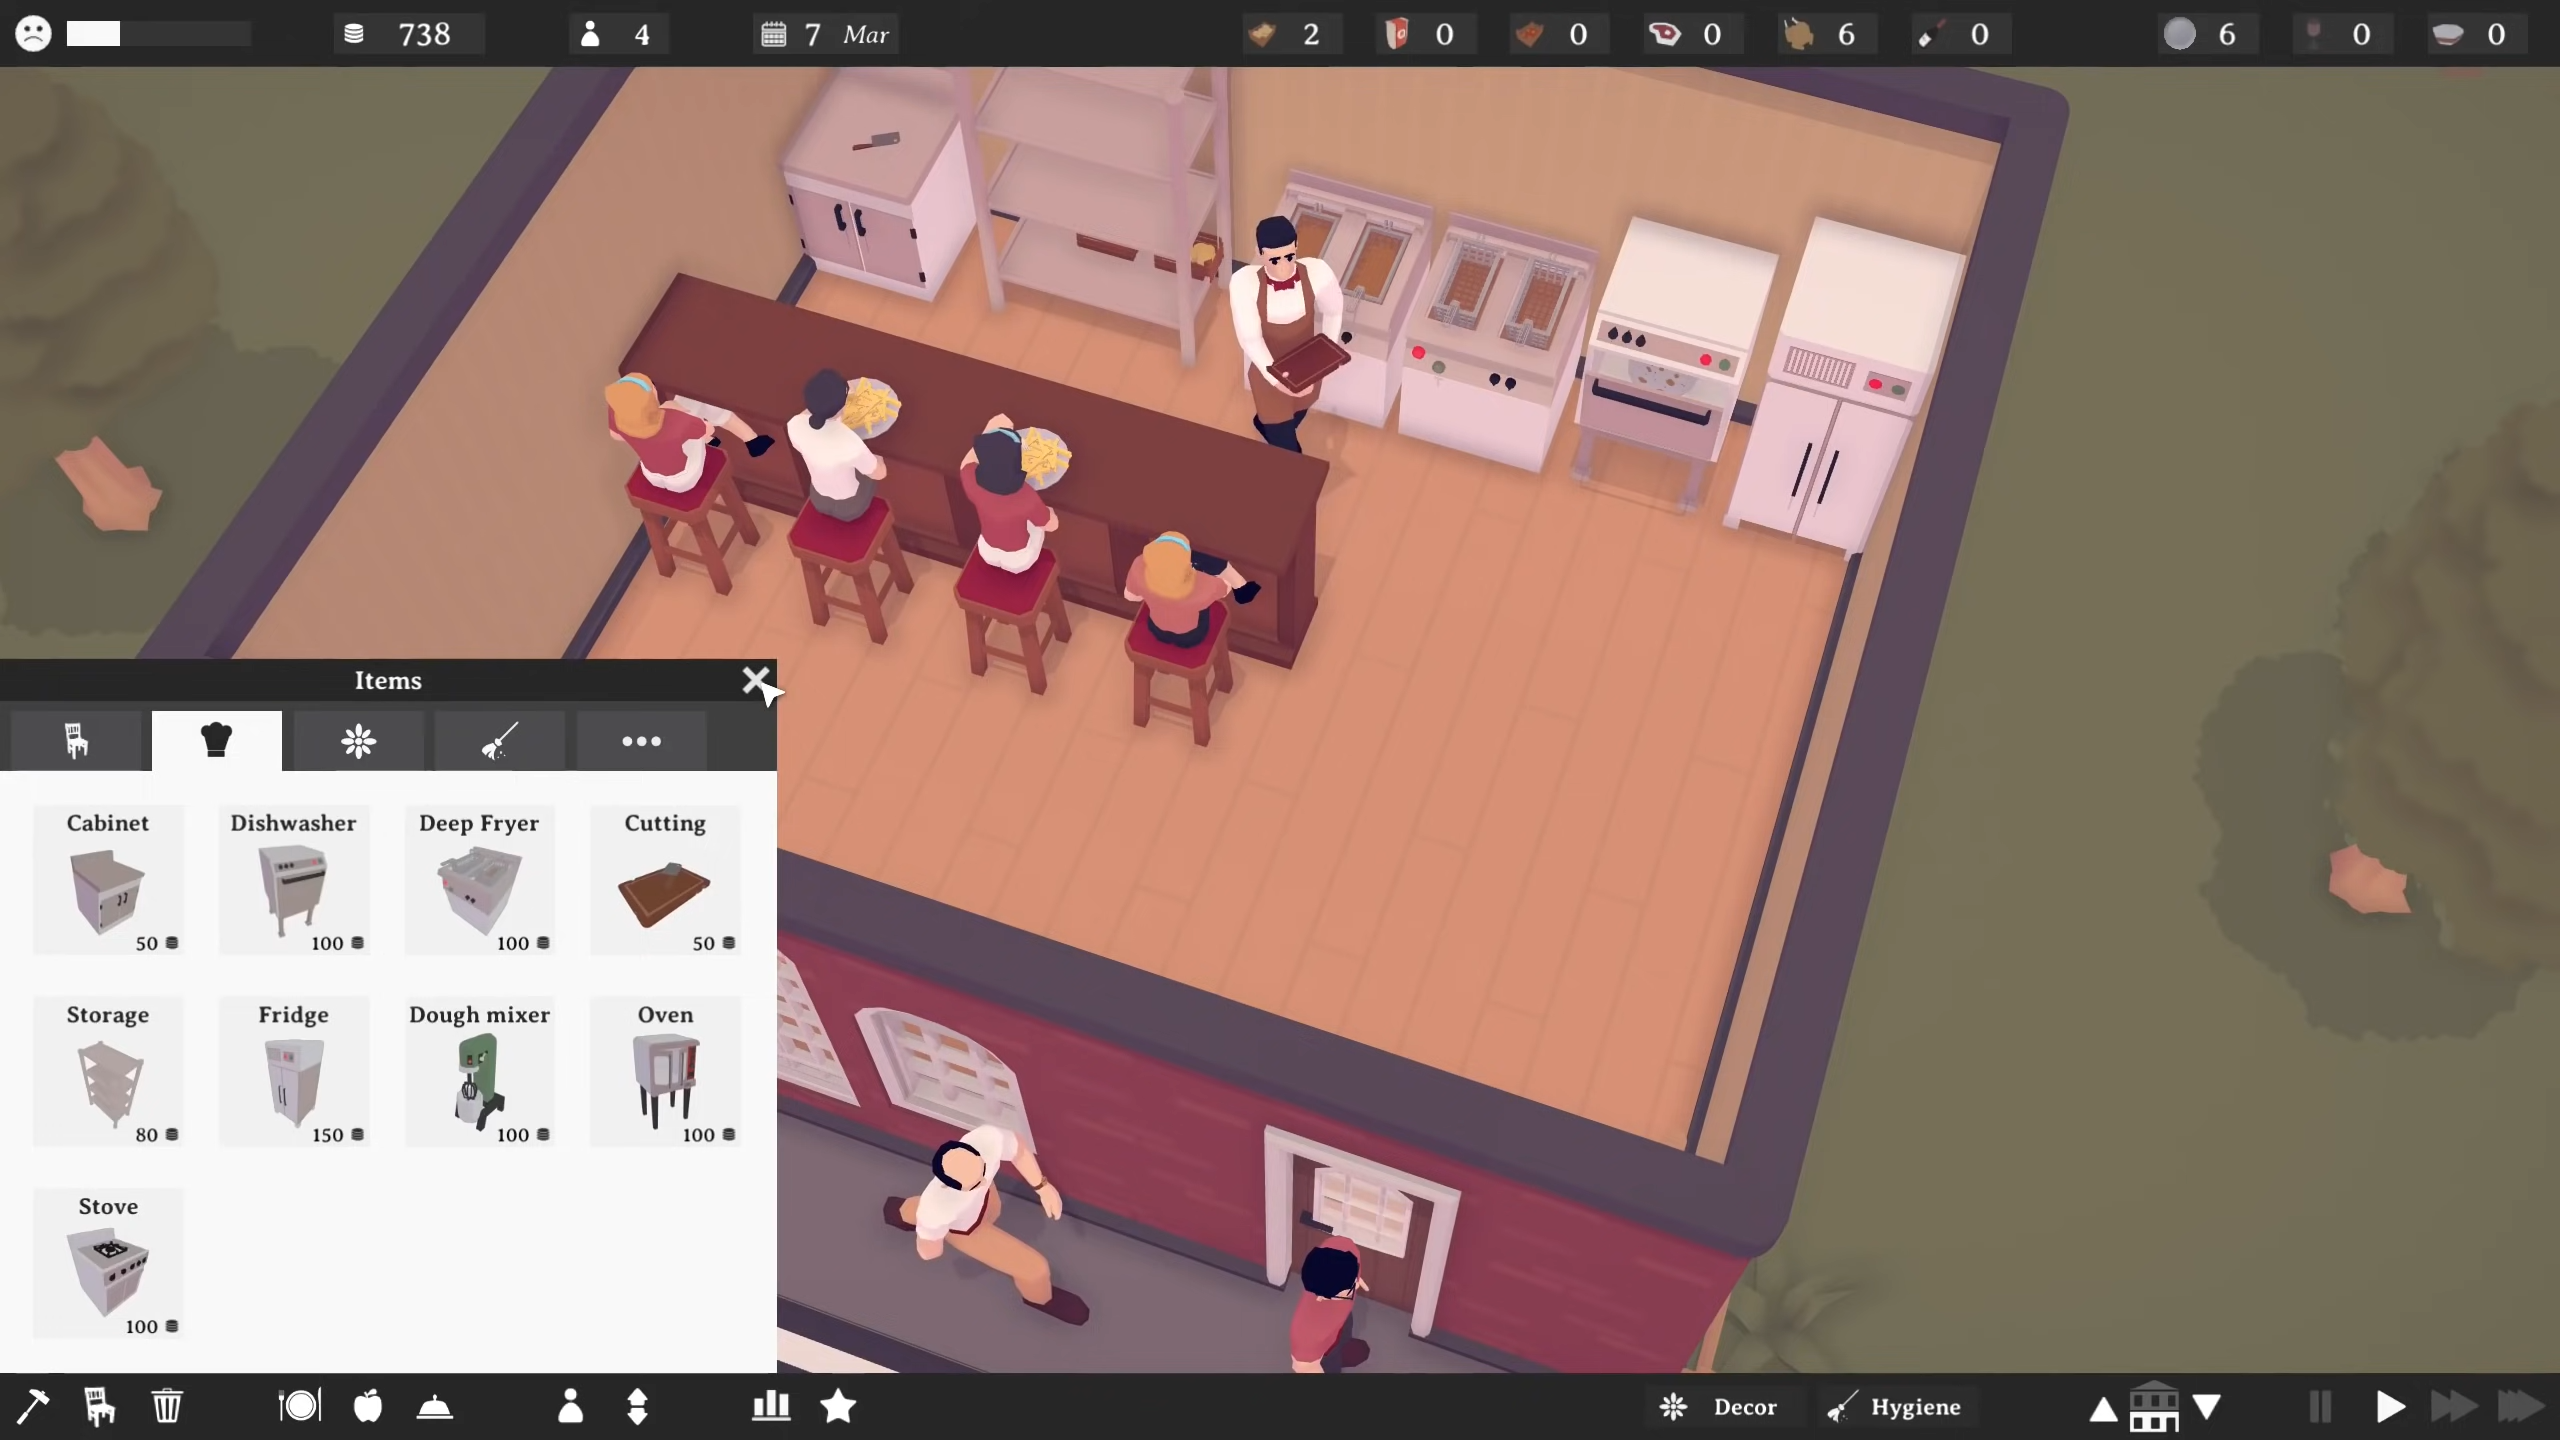 738
4
7 Mar
2
0
0
0
6
0
6
0
0
Items
Cabinet
50
Dishwasher
100
Deep Fryer
100
Cutting
50
Storage
80
Fridge
150
Dough mixer
100
Oven
100
Stove
100
Decor
Hygiene